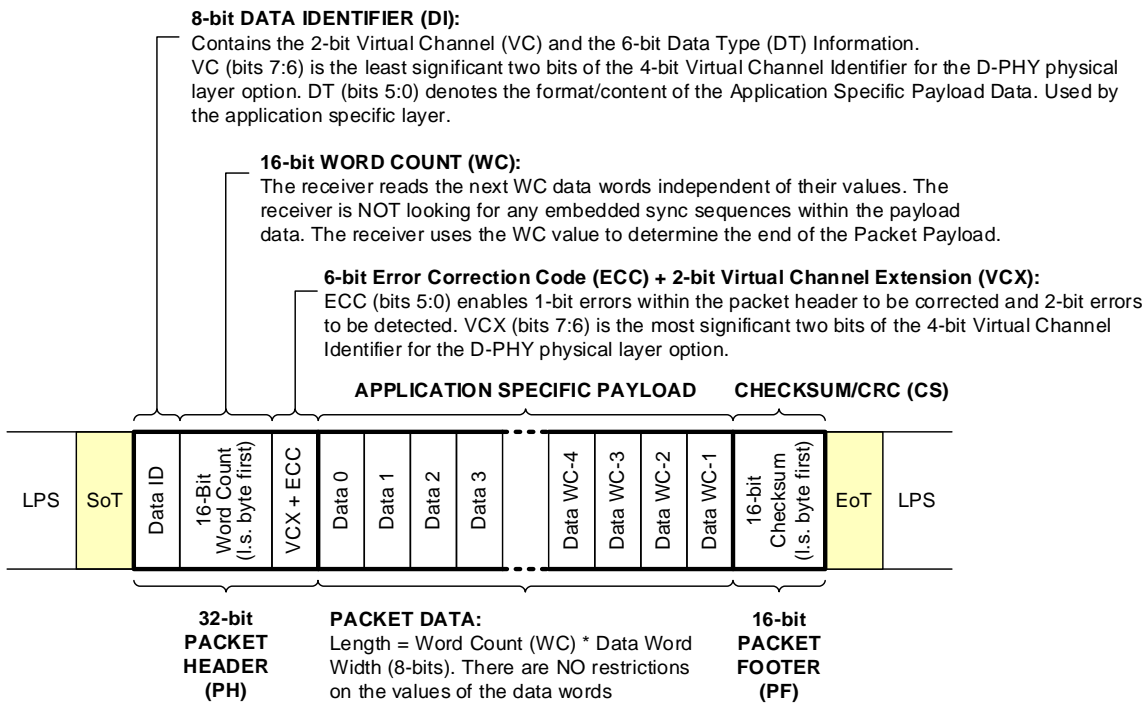 8-bit DATA IDENTIFIER (DI):
Contains the 2-bit Virtual Channel (VC) and the 6-bit Data Type (DT) Information.
VC (bits 7:6) is the least significant two bits of the 4-bit Virtual Channel Identifier for the D-PHY physical
layer option. DT (bits 5:0) denotes the format/content of the Application Specific Payload Data. Used by
the application specific layer.
16-bit WORD COUNT (WC):
The receiver reads the next WC data words independent of their values. The
receiver is NOT looking for any embedded sync sequences within the payload
data. The receiver uses the WC value to determine the end of the Packet Payload.
6-bit Error Correction Code (ECC) + 2-bit Virtual Channel Extension (VCX):
ECC (bits 5:0) enables 1-bit errors within the packet header to be corrected and 2-bit errors
to be detected. VCX (bits 7:6) is the most significant two bits of the 4-bit Virtual Channel
Identifier for the D-PHY physical layer option.
APPLICATION SPECIFIC PAYLOAD
CHECKSUM/CRC (CS)
LPS
SoT
Data ID
16-Bit
Word Count
(l.s. byte first)
VCX + ECC
Data 0
Data 1
Data 2
Data 3
Data WC-4
Data WC-3
Data WC-2
Data WC-1
16-bit
Checksum
(l.s. byte first)
EoT
LPS
32-bit
PACKET
HEADER
(PH)
PACKET DATA:
Length = Word Count (WC) * Data Word
Width (8-bits). There are NO restrictions
on the values of the data words
16-bit
PACKET
FOOTER
(PF)